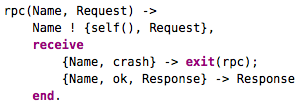 rpc(Name, Request) ->
    Name ! {self(), Request},
    receive
        {Name, crash} -> exit(rpc);
        {Name, ok, Response} -> Response
    end.